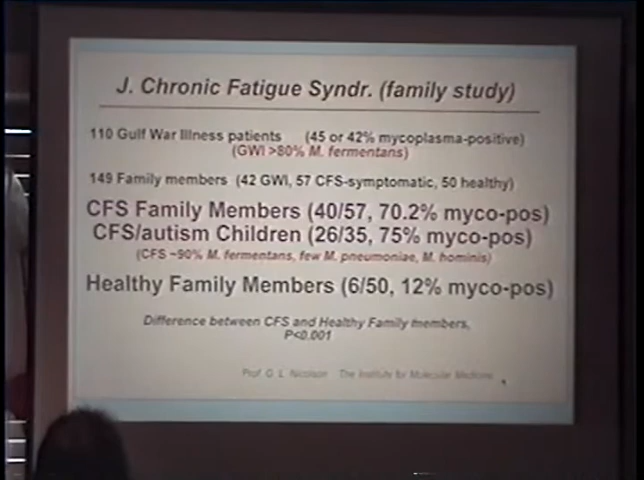 J. Chronic Fatigue Syndr. (family study)
110 Gulf War Illness patients (45 or 42% mycoplasma-positive)
(GWI >80% M. fermentans)
149 Family members (42 GWI, 57 CFS-symptomatic, 50 healthy)
CFS Family Members (40/57, 70.2% myco-pos)
CFS/autism Children (26/35, 75% myco-pos)
(CFS ~90% M. fermentans, few M. pneumoniae, M. hominis)
Healthy Family Members (6/50, 12% myco-pos)
Difference between CFS and Healthy Family members,
P<0.001
Prof. G. L. Nicolson The Institute for Molecular Medicine